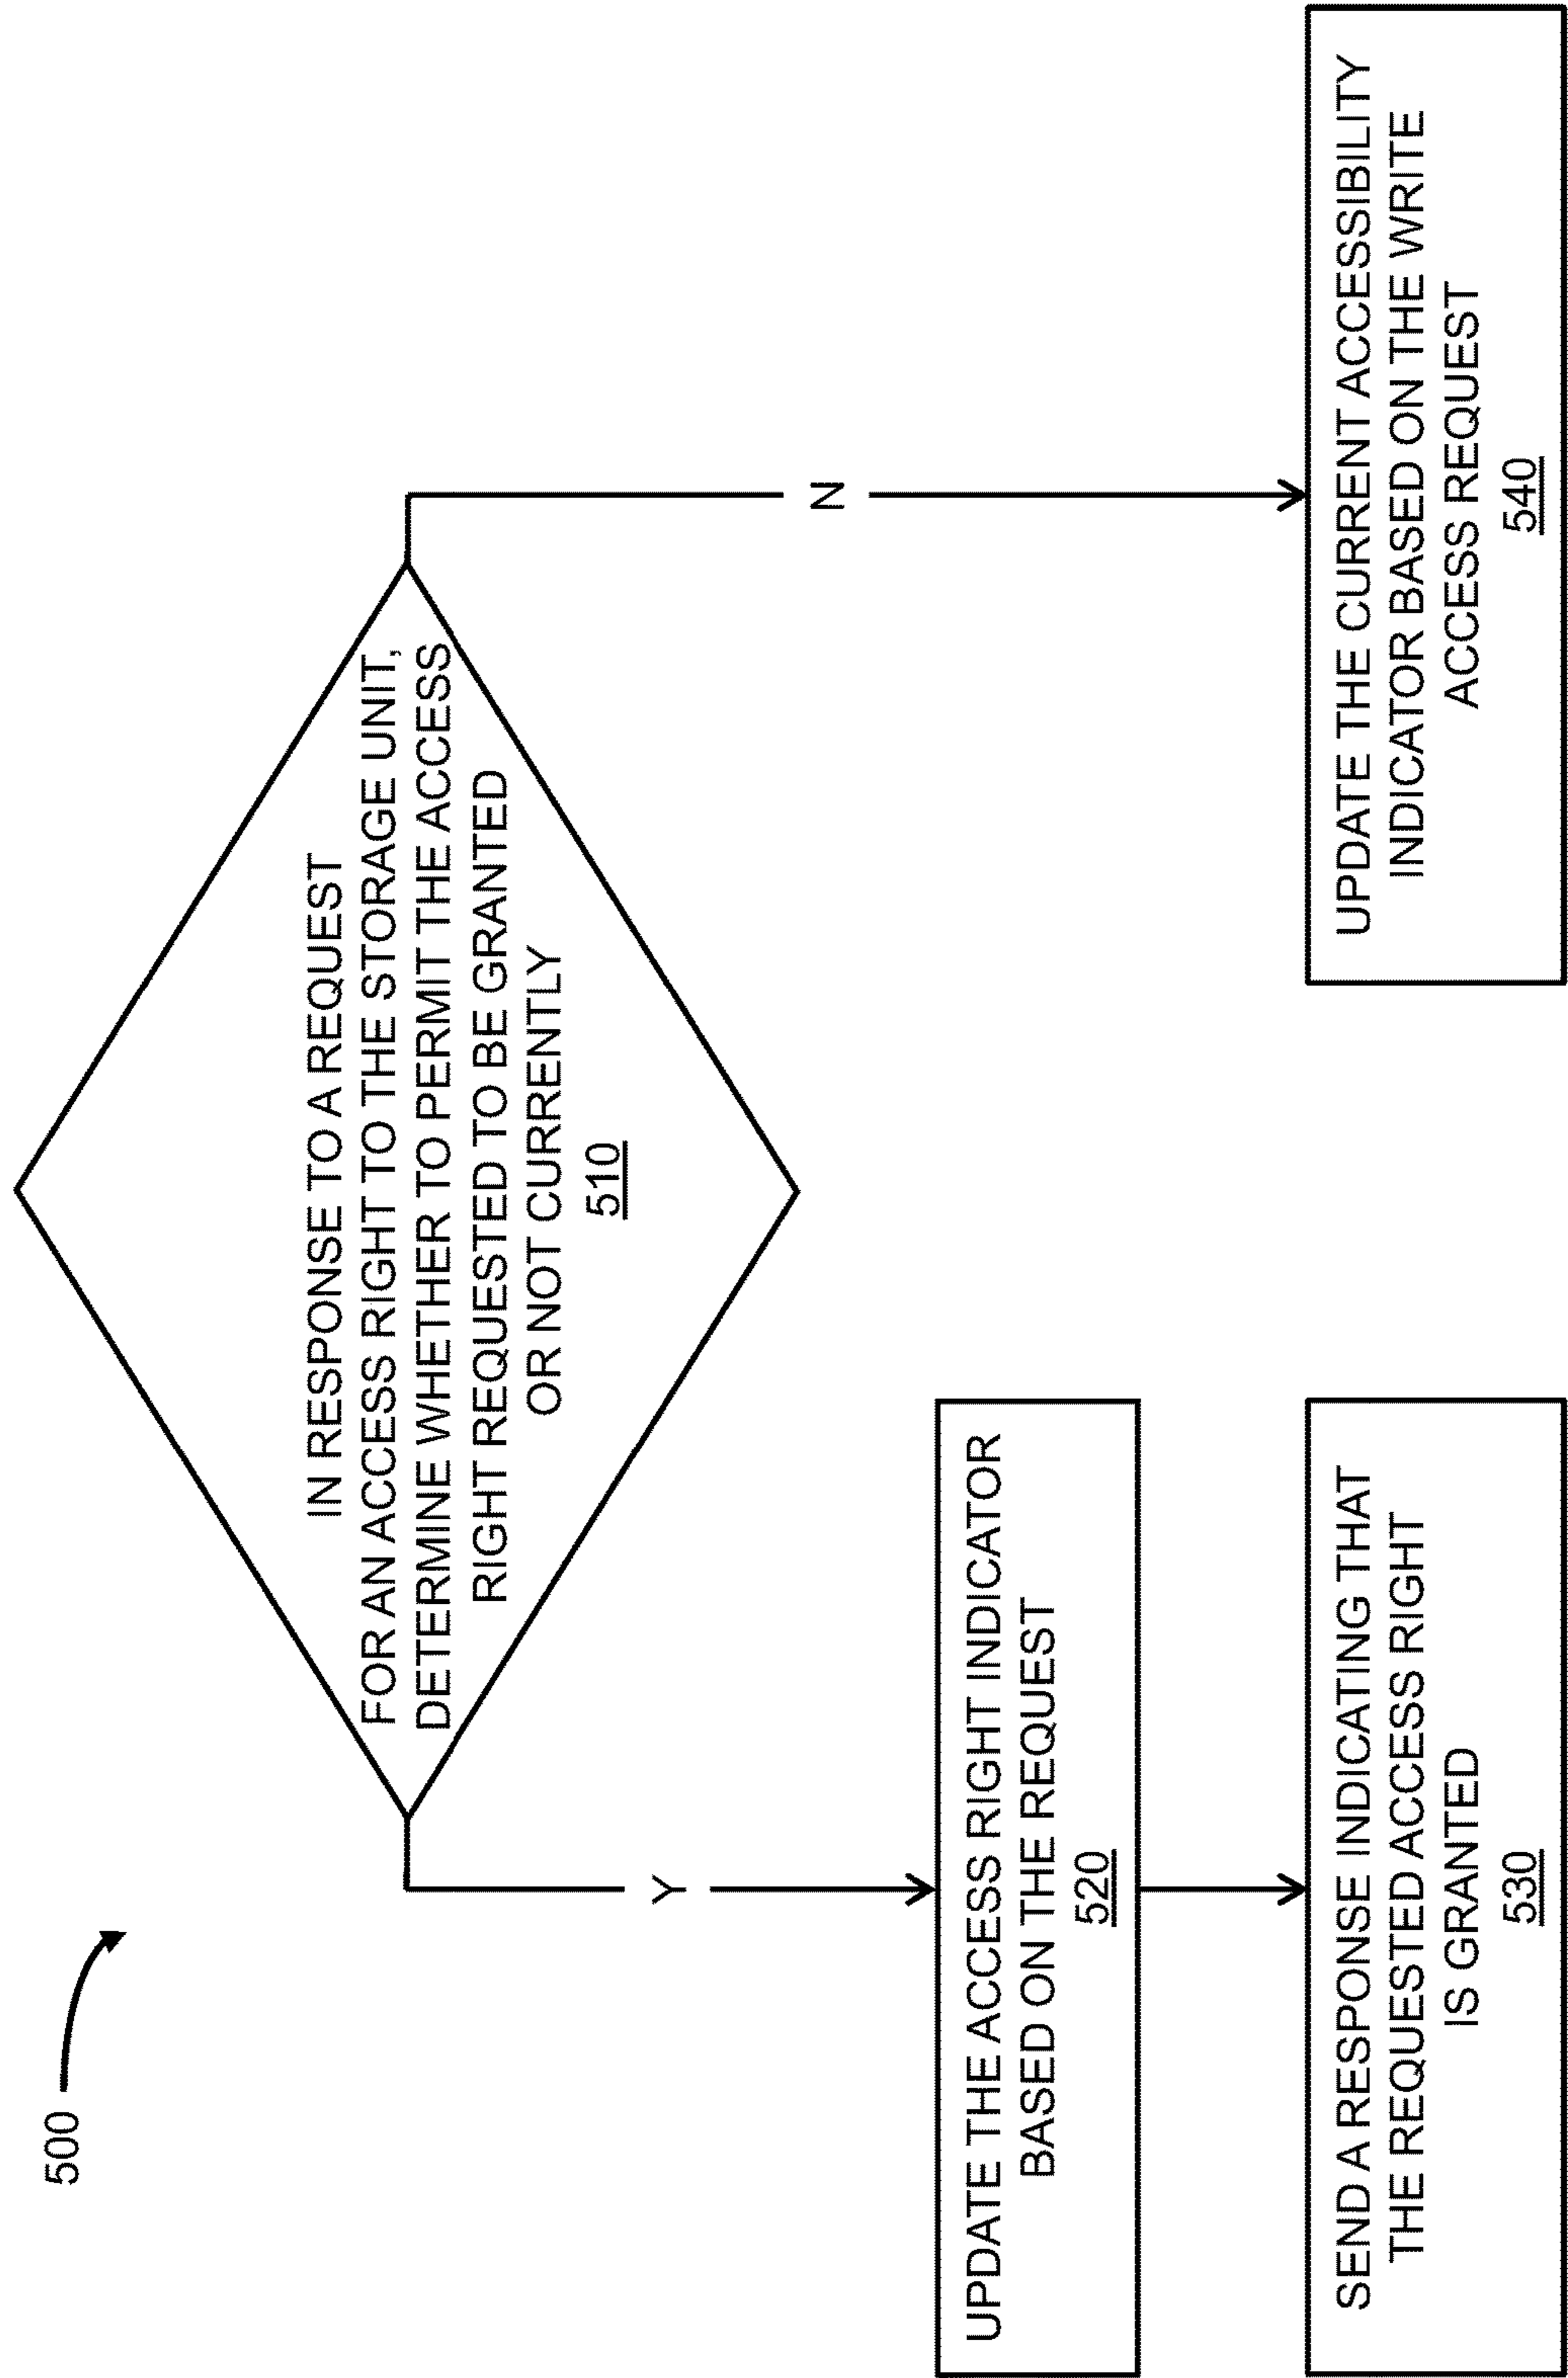 500
IN RESPONSE TO A REQUEST
FOR AN ACCESS RIGHT TO THE STORAGE UNIT,
DETERMINE WHETHER TO PERMIT THE ACCESS
RIGHT REQUESTED TO BE GRANTED
OR NOT CURRENTLY
510
Y
N
UPDATE THE ACCESS RIGHT INDICATOR
BASED ON THE REQUEST
520
SEND A RESPONSE INDICATING THAT
THE REQUESTED ACCESS RIGHT
IS GRANTED
530
UPDATE THE CURRENT ACCESSIBILITY
INDICATOR BASED ON THE WRITE
ACCESS REQUEST
540